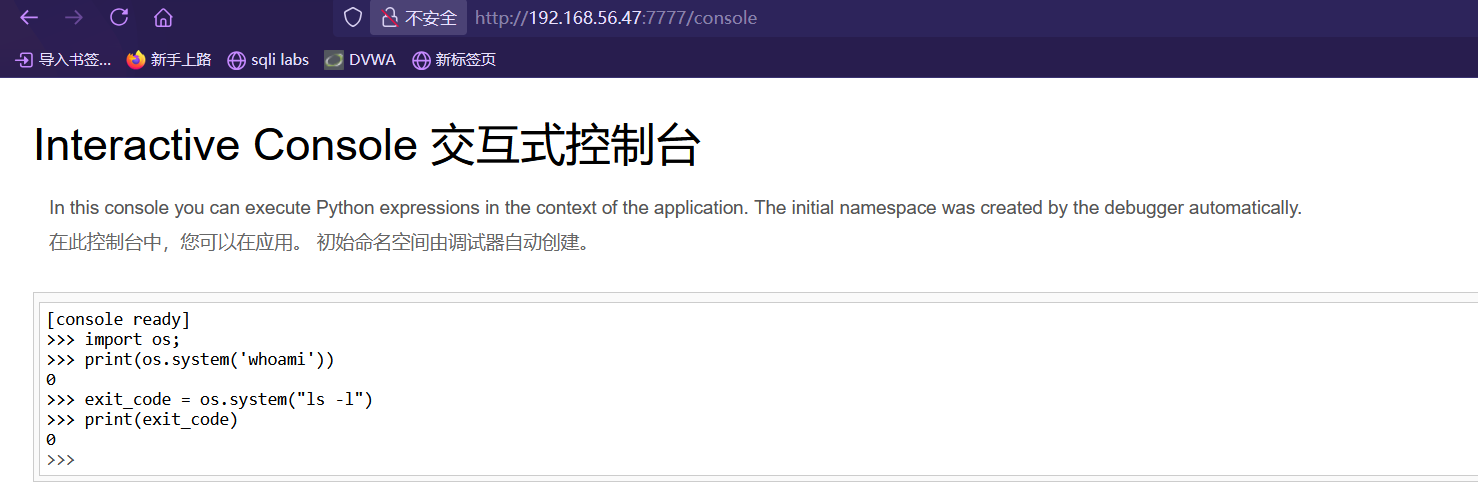 不安全 http://192.168.56.47:7777/console
导入书签... 新手上路 sqli labs DVWA 新标签页
Interactive Console 交互式控制台
In this console you can execute Python expressions in the context of the application. The initial namespace was created by the debugger automatically.
在此控制台中，您可以在应用。 初始命名空间由调试器自动创建。
[console ready]
>>> import os;
>>> print(os.system('whoami'))
0
>>> exit_code = os.system("ls -l")
>>> print(exit_code)
0
>>>